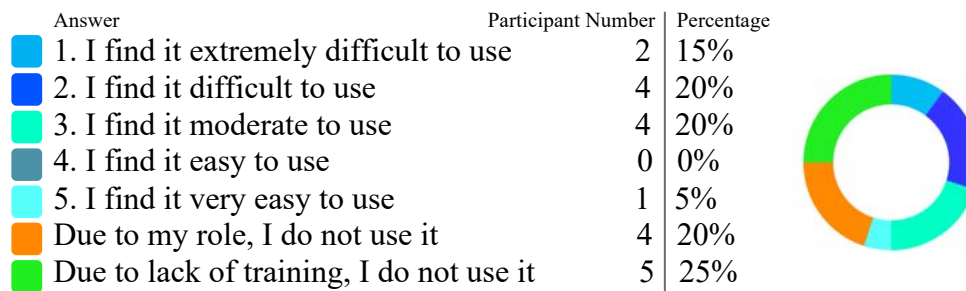 Answer Participant Number Percentage
1. I find it extremely difficult to use 2 15%
2. I find it difficult to use 4 20%
3. I find it moderate to use 4 20%
4. I find it easy to use 0 0%
5. I find it very easy to use 1 5%
Due to my role, I do not use it 4 20%
Due to lack of training, I do not use it 5 25%